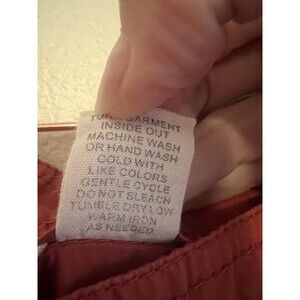 TURN GARMENT
INSIDE OUT
MACHINE WASH
OR HAND WASH
COLD WITH
LIKE COLORS
GENTLE CYCLE
DO NOT BLEACH
TUMBLE DRY LOW
WARM IRON
AS NEEDED